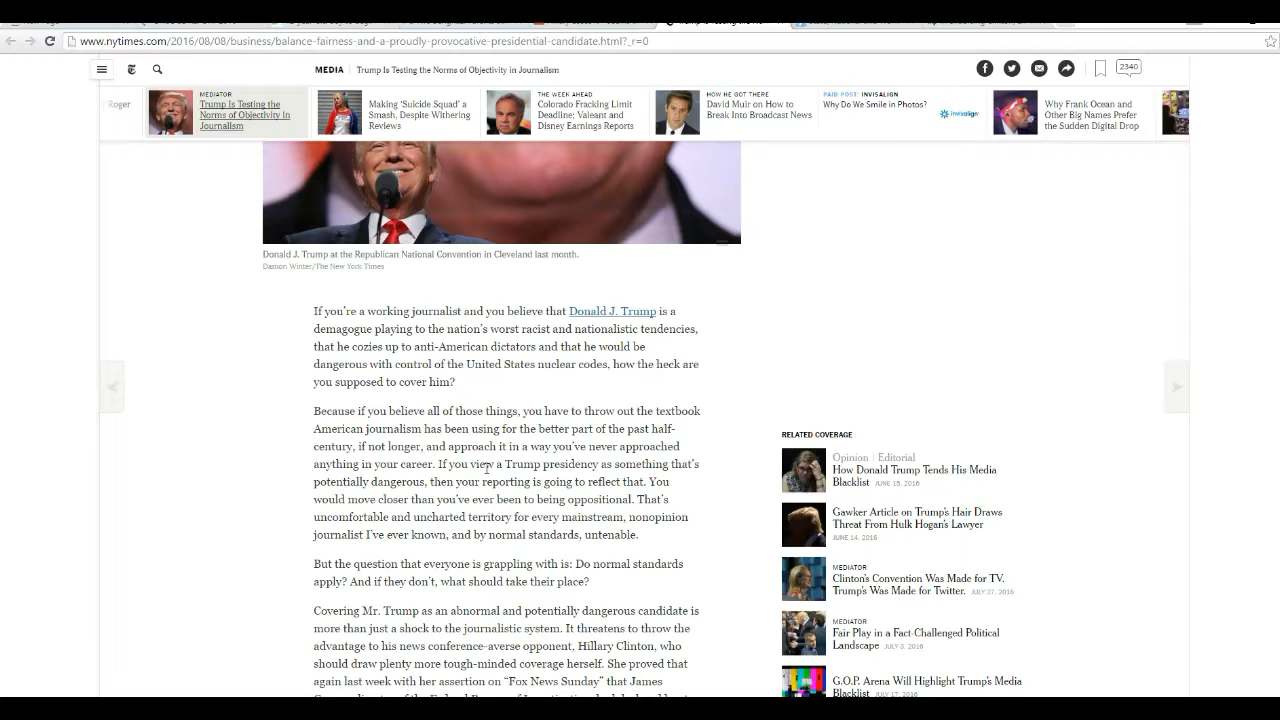 www.nytimes.com/2016/08/08/business/balance-fairness-and-a-proudly-provocative-presidential-candidate.html?_r=0
MEDIA
Trump Is Testing the Norms of Objectivity in Journalism
2340
Roger
MEDIATOR
Trump Is Testing the
Norms of Objectivity in
Journalism
Making 'Suicide Squad' a
Smash, Despite Withering
Reviews
THE WEEK AHEAD
Colorado Fracking Limit
Deadline; Valeant and
Disney Earnings Reports
HOW HE GOT THERE
David Muir on How to
Break Into Broadcast News
PAID POST: INVISALIGN
Why Do We Smile in Photos?
invisalign
Why Frank Ocean and
Other Big Names Prefer
the Sudden Digital Drop
Donald J. Trump at the Republican National Convention in Cleveland last month.
Damon Winter/The New York Times
If you're a working journalist and you believe that Donald J. Trump is a
demagogue playing to the nation's worst racist and nationalistic tendencies,
that he cozies up to anti-American dictators and that he would be
dangerous with control of the United States nuclear codes, how the heck are
you supposed to cover him?
Because if you believe all of those things, you have to throw out the textbook
American journalism has been using for the better part of the past half-
century, if not longer, and approach it in a way you've never approached
anything in your career. If you view a Trump presidency as something that's
potentially dangerous, then your reporting is going to reflect that. You
would move closer than you've ever been to being oppositional. That's
uncomfortable and uncharted territory for every mainstream, nonopinion
journalist I've ever known, and by normal standards, untenable.
But the question that everyone is grappling with is: Do normal standards
apply? And if they don't, what should take their place?
Covering Mr. Trump as an abnormal and potentially dangerous candidate is
more than just a shock to the journalistic system. It threatens to throw the
advantage to his news conference-averse opponent, Hillary Clinton, who
should draw plenty more tough-minded coverage herself. She proved that
again last week with her assertion on "Fox News Sunday" that James
RELATED COVERAGE
Opinion | Editorial
How Donald Trump Tends His Media
Blacklist JUNE 15, 2016
Gawker Article on Trump's Hair Draws
Threat From Hulk Hogan's Lawyer
JUNE 14, 2016
MEDIATOR
Clinton's Convention Was Made for TV.
Trump's Was Made for Twitter. JULY 27, 2016
MEDIATOR
Fair Play in a Fact-Challenged Political
Landscape JULY 3, 2016
G.O.P. Arena Will Highlight Trump's Media
Blacklist JULY 17, 2016